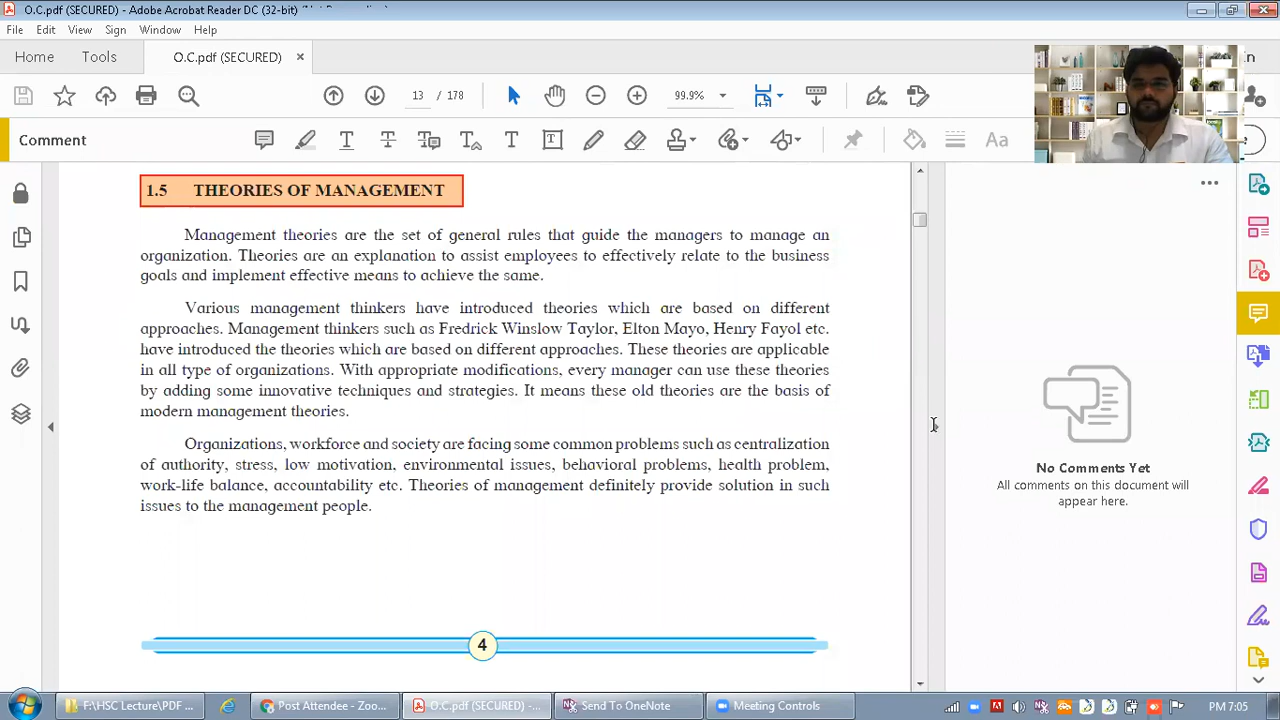 O.C.pdf (SECURED) - Adobe Acrobat Reader DC (32-bit)
File Edit View Sign Window Help
Home Tools O.C.pdf (SECURED) ×
13 / 178 99.9%
Comment
1.5 THEORIES OF MANAGEMENT
Management theories are the set of general rules that guide the managers to manage an
organization. Theories are an explanation to assist employees to effectively relate to the business
goals and implement effective means to achieve the same.
Various management thinkers have introduced theories which are based on different
approaches. Management thinkers such as Fredrick Winslow Taylor, Elton Mayo, Henry Fayol etc.
have introduced the theories which are based on different approaches. These theories are applicable
in all type of organizations. With appropriate modifications, every manager can use these theories
by adding some innovative techniques and strategies. It means these old theories are the basis of
modern management theories.
Organizations, workforce and society are facing some common problems such as centralization
of authority, stress, low motivation, environmental issues, behavioral problems, health problem,
work-life balance, accountability etc. Theories of management definitely provide solution in such
issues to the management people.
4
No Comments Yet
All comments on this document will
appear here.
F:\HSC Lecture\PDF ... Post Attendee - Zoo... O.C.pdf (SECURED) -... Send To OneNote Meeting Controls PM 7:05